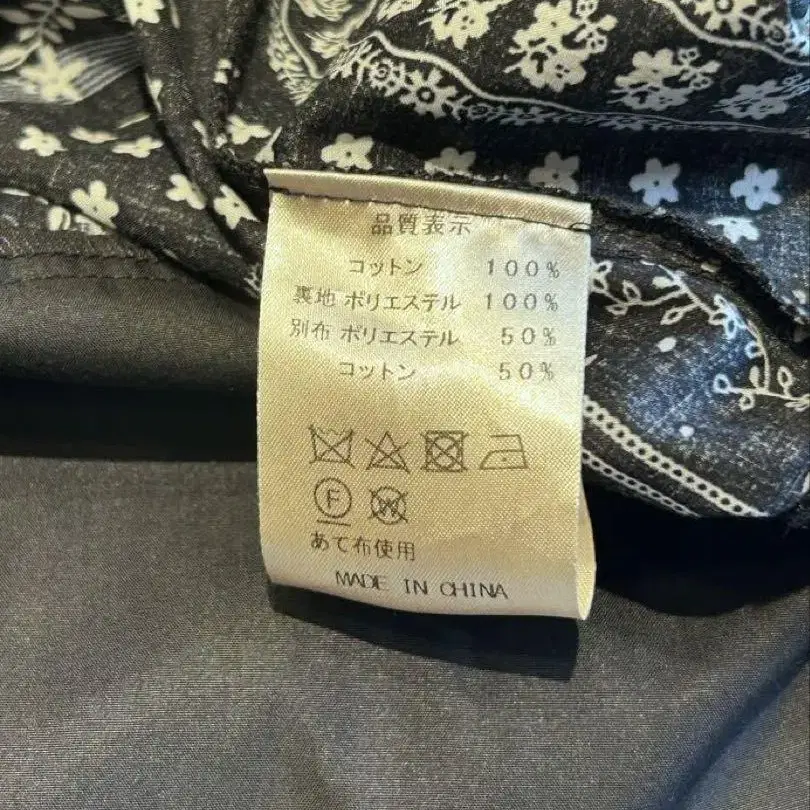 品質表示
コットン 100%
裏地 ポリエステル 100%
別布 ポリエステル 50%
コットン 50%
F W
あて布使用
MADE IN CHINA